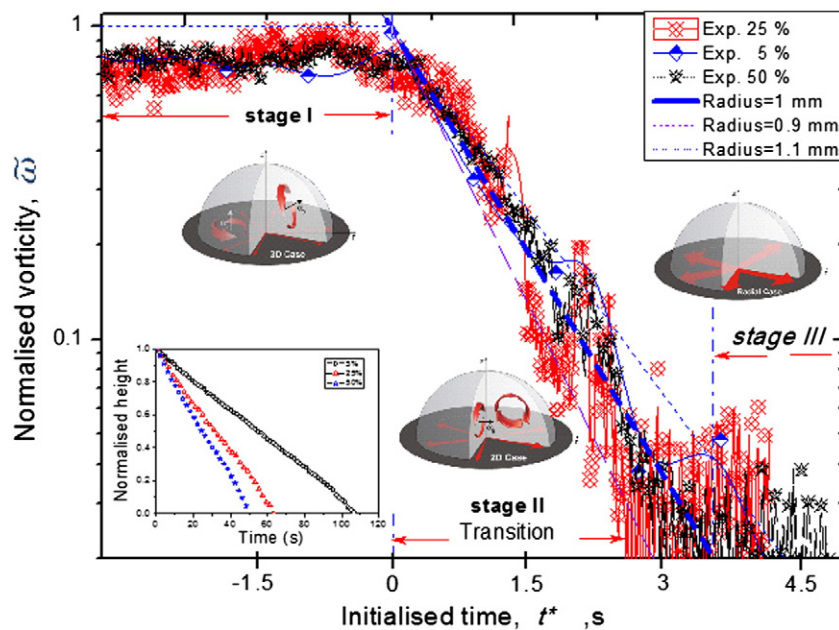 1
0.1
Normalised vorticity, ω̃
Exp. 25 %
Exp. 5 %
Exp. 50 %
Radius=1 mm
Radius=0.9 mm
Radius=1.1 mm
stage I
3D Case
Radial Case
stage III
2D Case
stage II
Transition
Normalised height
1.0
0.8
0.6
0.4
0.2
0.0
5%
25%
50%
0 20 40 60 80 100 120
Time (s)
-1.5 0 1.5 3 4.5
Initialised time, t* ,s